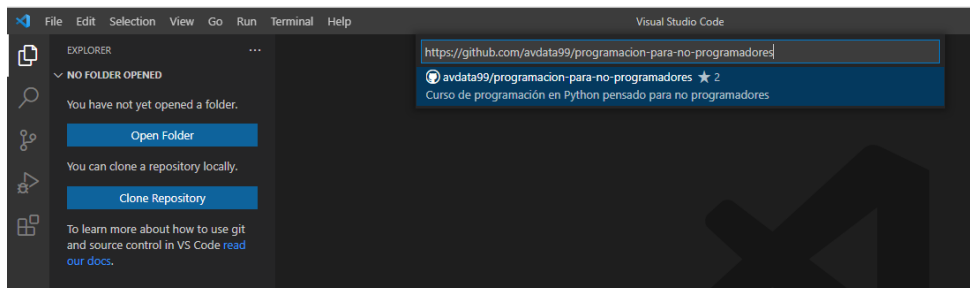 File Edit Selection View Go Run Terminal Help
Visual Studio Code
EXPLORER
...
NO FOLDER OPENED
You have not yet opened a folder.
Open Folder
You can clone a repository locally.
Clone Repository
To learn more about how to use git
and source control in VS Code read
our docs.
https://github.com/avdata99/programacion-para-no-programadores
avdata99/programacion-para-no-programadores ★ 2
Curso de programación en Python pensado para no programadores